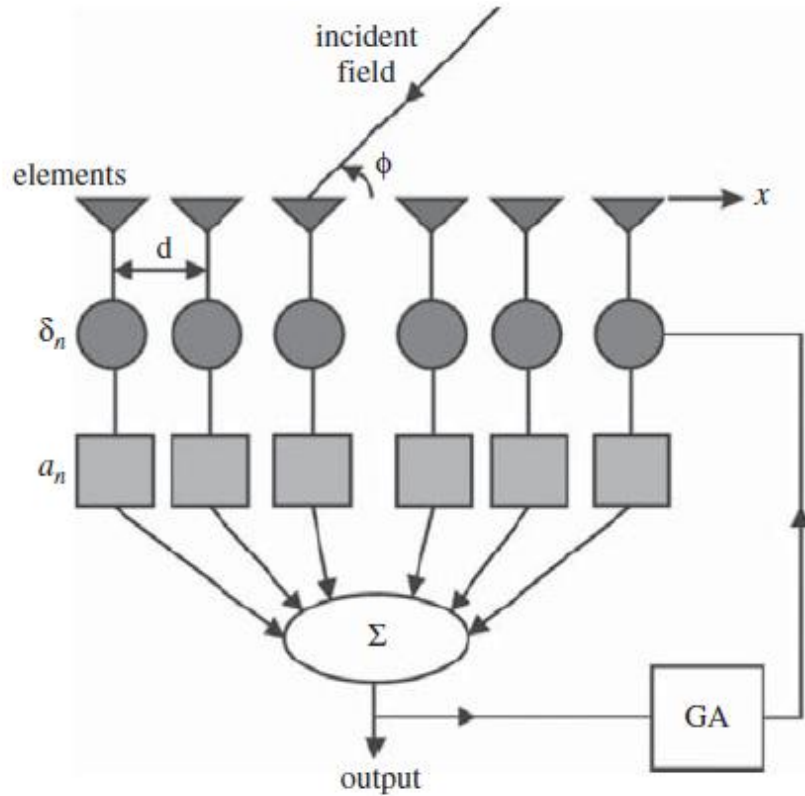 incident
field
ϕ
elements
x
d
δn
an
Σ
GA
output